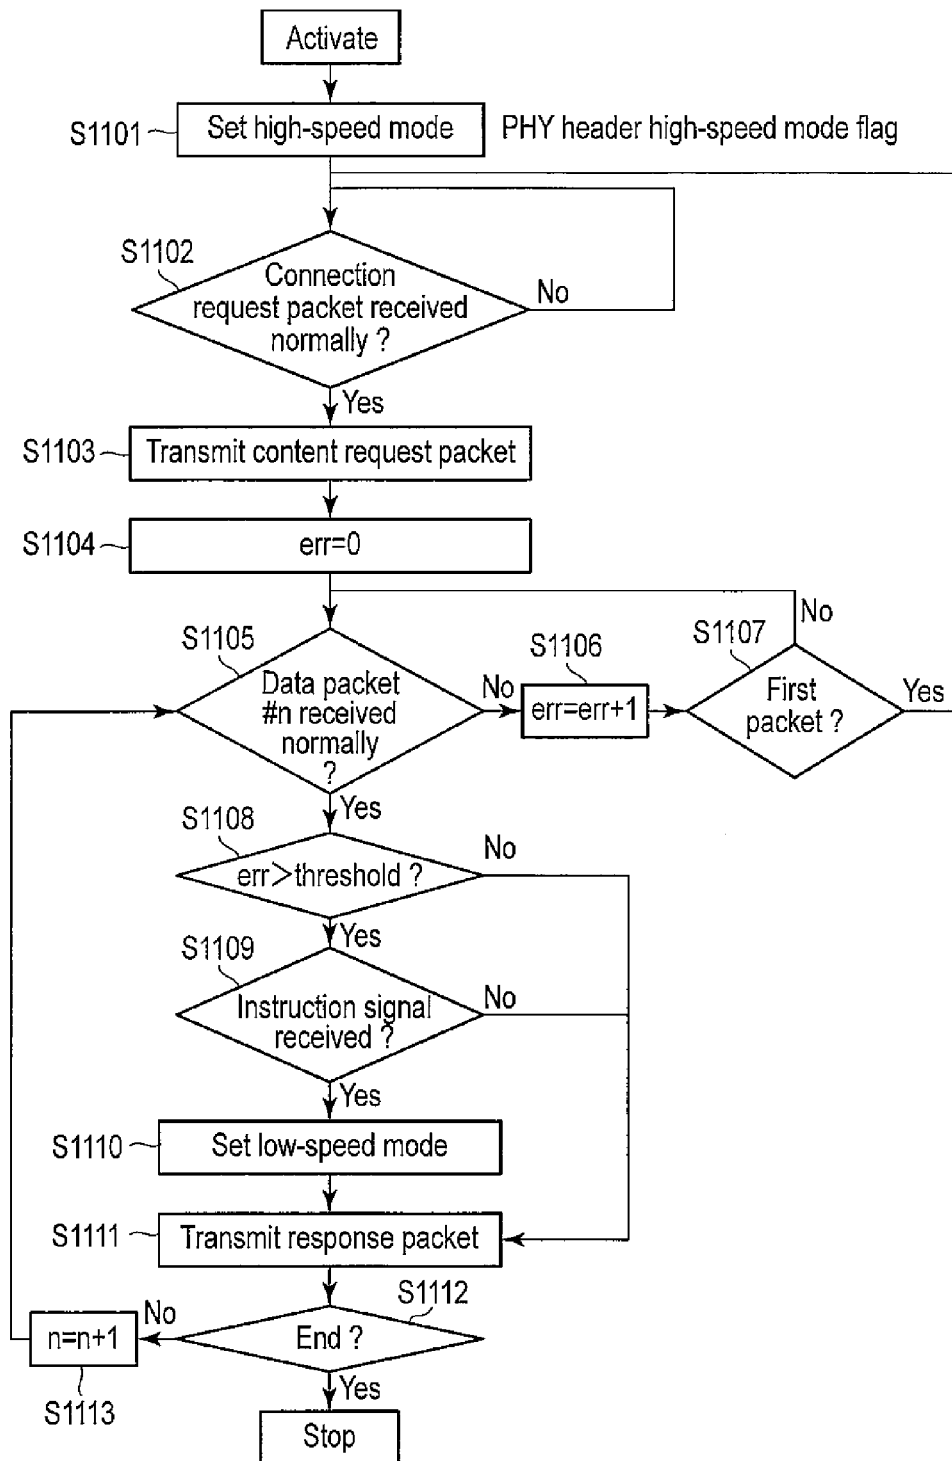 Activate
S1101
Set high-speed mode
PHY header high-speed mode flag
S1102
Connection
request packet received
normally ?
No
Yes
S1103
Transmit content request packet
S1104
err=0
No
S1105
Data packet
#n received
normally
?
No
S1106
err=err+1
S1107
First
packet ?
Yes
Yes
S1108
err>threshold ?
No
Yes
S1109
Instruction signal
received ?
No
Yes
S1110
Set low-speed mode
S1111
Transmit response packet
S1112
End ?
No
n=n+1
S1113
Yes
Stop